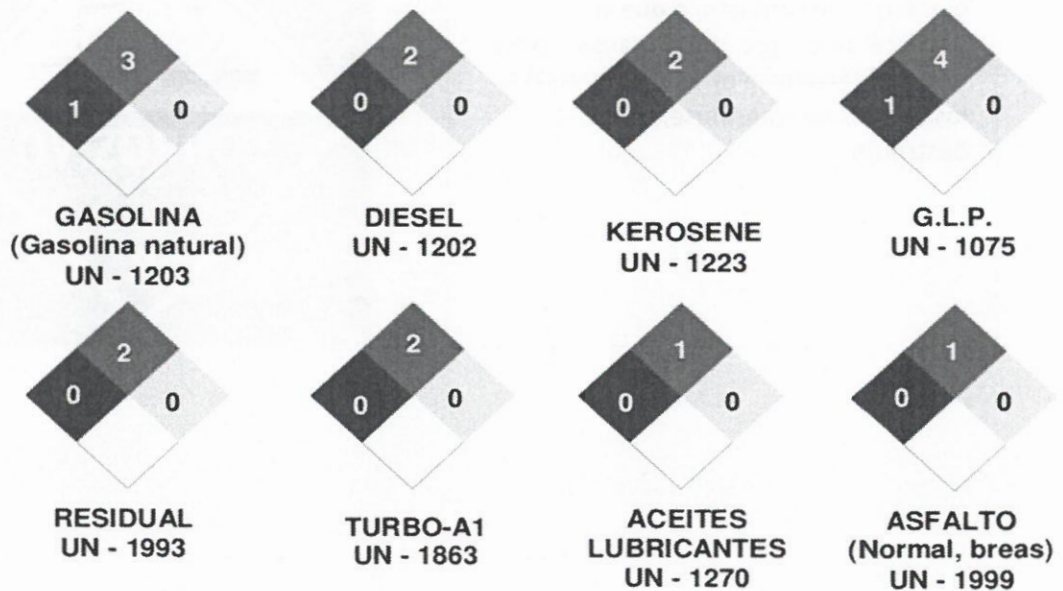 3
1
0
GASOLINA
(Gasolina natural)
UN - 1203
2
0
0
DIESEL
UN - 1202
2
0
0
KEROSENE
UN - 1223
4
1
0
G.L.P.
UN - 1075
2
0
0
RESIDUAL
UN - 1993
2
0
0
TURBO-A1
UN - 1863
1
0
0
ACEITES
LUBRICANTES
UN - 1270
1
0
0
ASFALTO
(Normal, breas)
UN - 1999